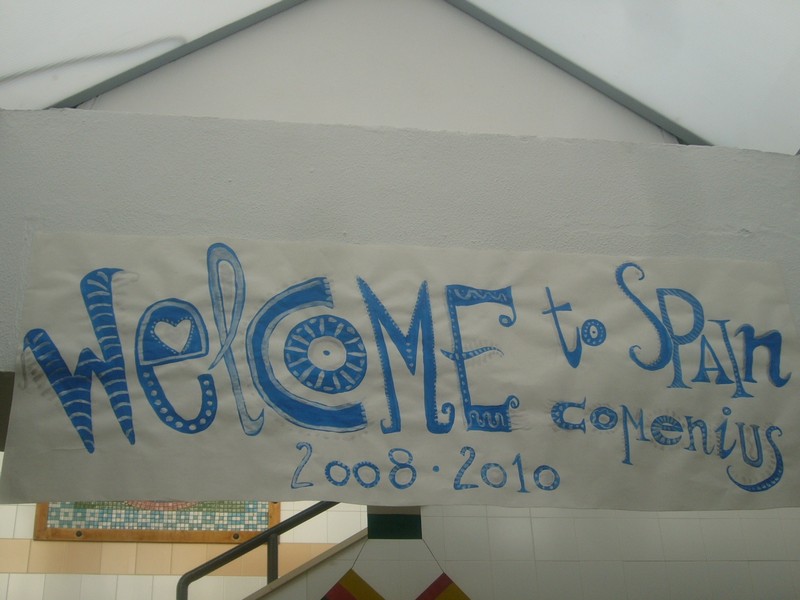 WelCOME to SPAIn
comenius
2008 · 2010